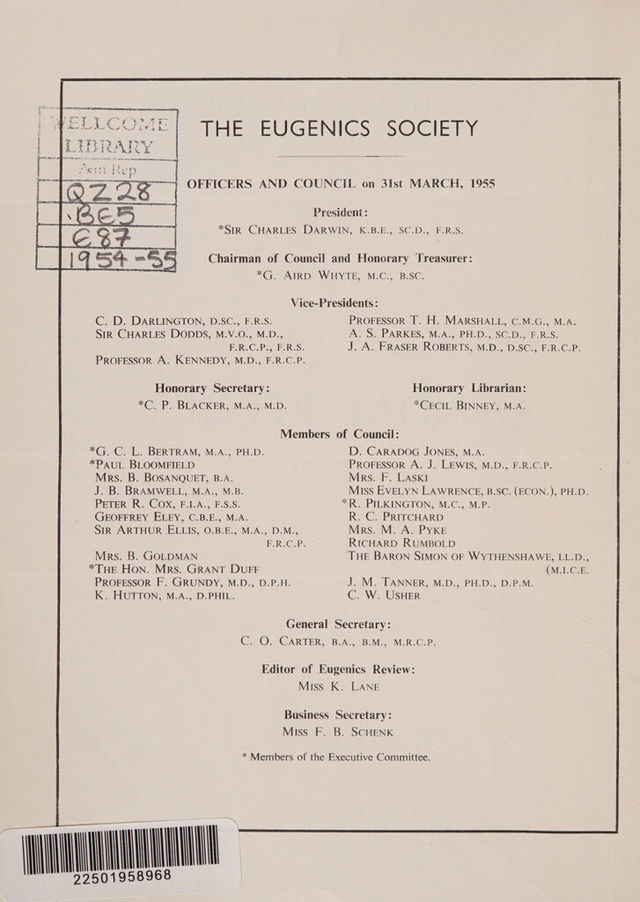 WELLCOME
LIBRARY
Ann Rep
QZ28
BE5
E87
1954-55
THE EUGENICS SOCIETY
OFFICERS AND COUNCIL on 31st MARCH, 1955
President:
*SIR CHARLES DARWIN, K.B.E., SC.D., F.R.S.
Chairman of Council and Honorary Treasurer:
*G. AIRD WHYTE, M.C., B.SC.
Vice-Presidents:
C. D. DARLINGTON, D.SC., F.R.S.
SIR CHARLES DODDS, M.V.O., M.D.,
F.R.C.P., F.R.S.
PROFESSOR A. KENNEDY, M.D., F.R.C.P.
PROFESSOR T. H. MARSHALL, C.M.G., M.A.
A. S. PARKES, M.A., PH.D., SC.D., F.R.S.
J. A. FRASER ROBERTS, M.D., D.SC., F.R.C.P.
Honorary Secretary:
*C. P. BLACKER, M.A., M.D.
Honorary Librarian:
*CECIL BINNEY, M.A.
Members of Council:
*G. C. L. BERTRAM, M.A., PH.D.
*PAUL BLOOMFIELD
MRS. B. BOSANQUET, B.A.
J. B. BRAMWELL, M.A., M.B.
PETER R. COX, F.I.A., F.S.S.
GEOFFREY ELEY, C.B.E., M.A.
SIR ARTHUR ELLIS, O.B.E., M.A., D.M.,
F.R.C.P.
MRS. B. GOLDMAN
*THE HON. MRS. GRANT DUFF
PROFESSOR F. GRUNDY, M.D., D.P.H.
K. HUTTON, M.A., D.PHIL.
D. CARADOG JONES, M.A.
PROFESSOR A. J. LEWIS, M.D., F.R.C.P.
MRS. F. LASKI
MISS EVELYN LAWRENCE, B.SC. (ECON.), PH.D.
*R. PILKINGTON, M.C., M.P.
R. C. PRITCHARD
MRS. M. A. PYKE
RICHARD RUMBOLD
THE BARON SIMON OF WYTHENSHAWE, LL.D.,
(M.I.C.E.
J. M. TANNER, M.D., PH.D., D.P.M.
C. W. USHER
General Secretary:
C. O. CARTER, B.A., B.M., M.R.C.P.
Editor of Eugenics Review:
MISS K. LANE
Business Secretary:
MISS F. B. SCHENK
* Members of the Executive Committee.
22501958968